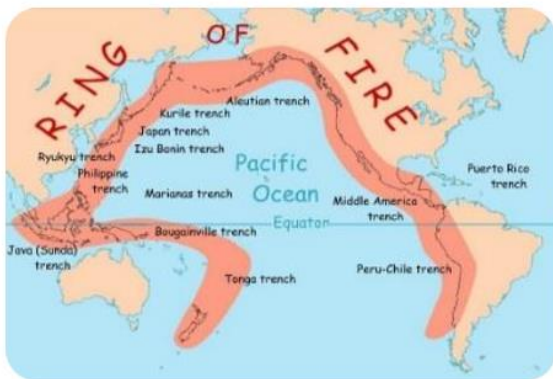 RING OF FIRE
Aleutian trench
Kurile trench
Japan trench
Izu Bonin trench
Ryukyu trench
Philippine
trench
Marianas trench
Pacific
Ocean
Equator
Puerto Rico
trench
Middle America
trench
Bougainville trench
Java (Sunda)
trench
Tonga trench
Peru-Chile trench